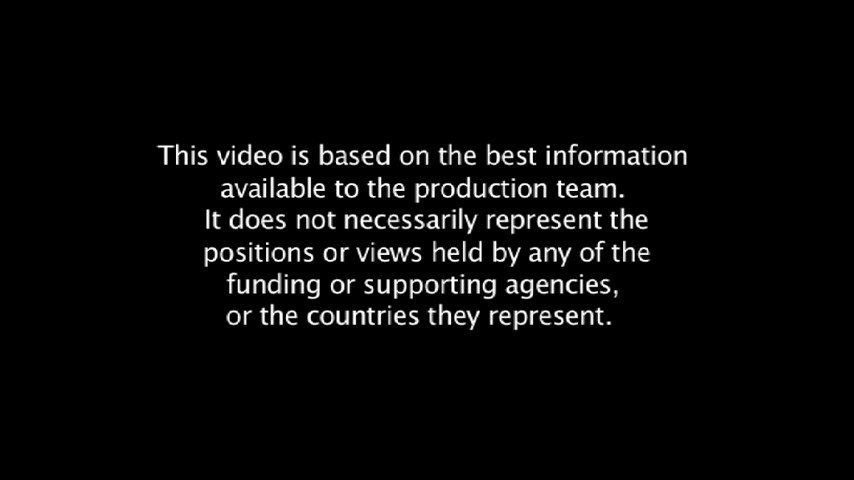 This video is based on the best information
available to the production team.
It does not necessarily represent the
positions or views held by any of the
funding or supporting agencies,
or the countries they represent.